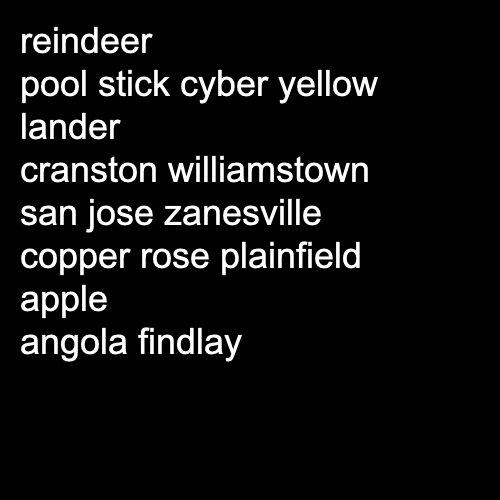 reindeer
pool stick cyber yellow
lander
cranston williamstown
san jose zanesville
copper rose plainfield
apple
angola findlay